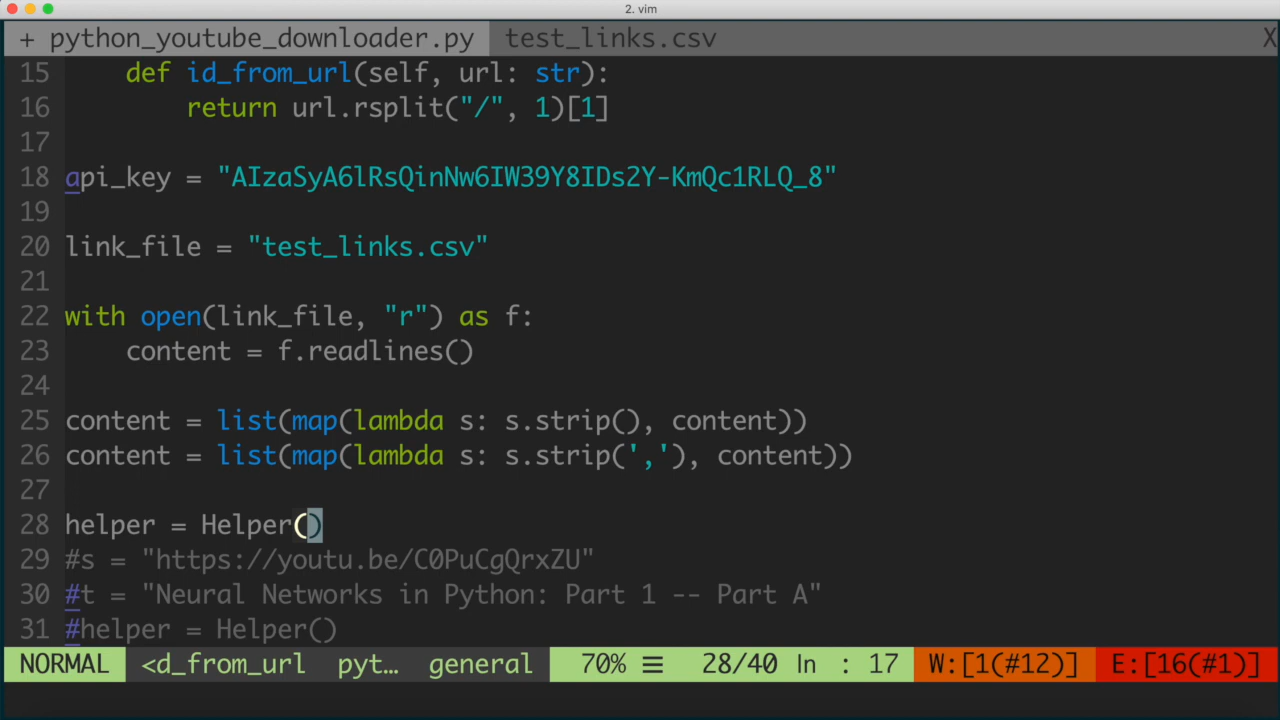 2. vim
+ python_youtube_downloader.py test_links.csv X
15 def id_from_url(self, url: str):
16 return url.rsplit("/", 1)[1]
17
18 api_key = "AIzaSyA6lRsQinNw6IW39Y8IDs2Y-KmQc1RLQ_8"
19
20 link_file = "test_links.csv"
21
22 with open(link_file, "r") as f:
23 content = f.readlines()
24
25 content = list(map(lambda s: s.strip(), content))
26 content = list(map(lambda s: s.strip(','), content))
27
28 helper = Helper()
29 #s = "https://youtu.be/C0PuCgQrxZU"
30 #t = "Neural Networks in Python: Part 1 -- Part A"
31 #helper = Helper()
NORMAL <d_from_url pyt… general 70% ☰ 28/40 ln : 17 W:[1(#12)] E:[16(#1)]